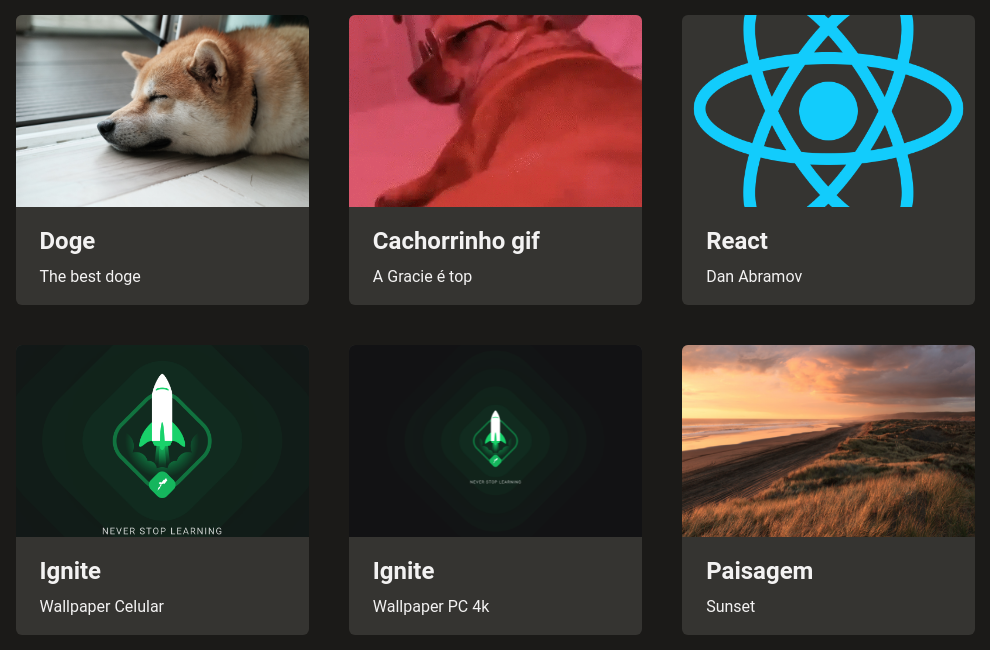 Doge
The best doge
Cachorrinho gif
A Gracie é top
React
Dan Abramov
NEVER STOP LEARNING
Ignite
Wallpaper Celular
NEVER STOP LEARNING
Ignite
Wallpaper PC 4k
Paisagem
Sunset